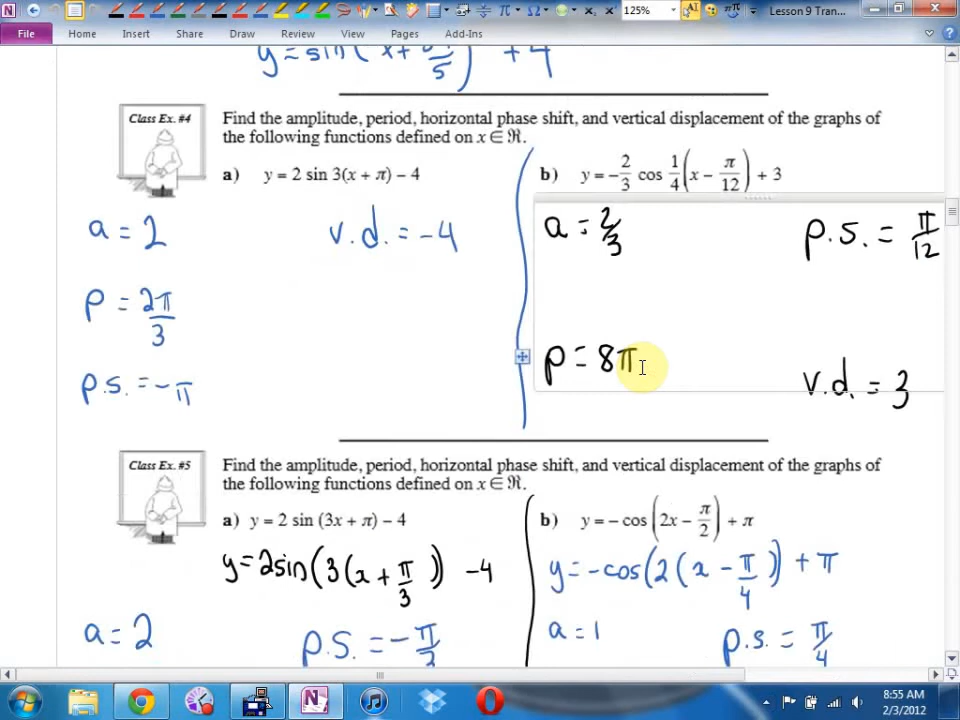 125%
Lesson 9 Tran...
File Home Insert Share Draw Review View Pages Add-Ins
+ 4
Class Ex. #4
Find the amplitude, period, horizontal phase shift, and vertical displacement of the graphs of
the following functions defined on x ∈ ℜ.
a) y = 2 sin 3(x + π) – 4
b) y = –2/3 cos 1/4(x – π/12) + 3
a = 2
v.d. = –4
p = 2π/3
p.s. = –π
a = 2/3
p.s. = π/12
p = 8π
v.d. = 3
Class Ex. #5
Find the amplitude, period, horizontal phase shift, and vertical displacement of the graphs of
the following functions defined on x ∈ ℜ.
a) y = 2 sin (3x + π) – 4
b) y = – cos (2x – π/2) + π
y = 2sin(3(x + π/3)) – 4
y = –cos(2(x – π/4)) + π
a = 2
p.s. = –π/3
a = 1
p.s. = π/4
8:55 AM
2/3/2012